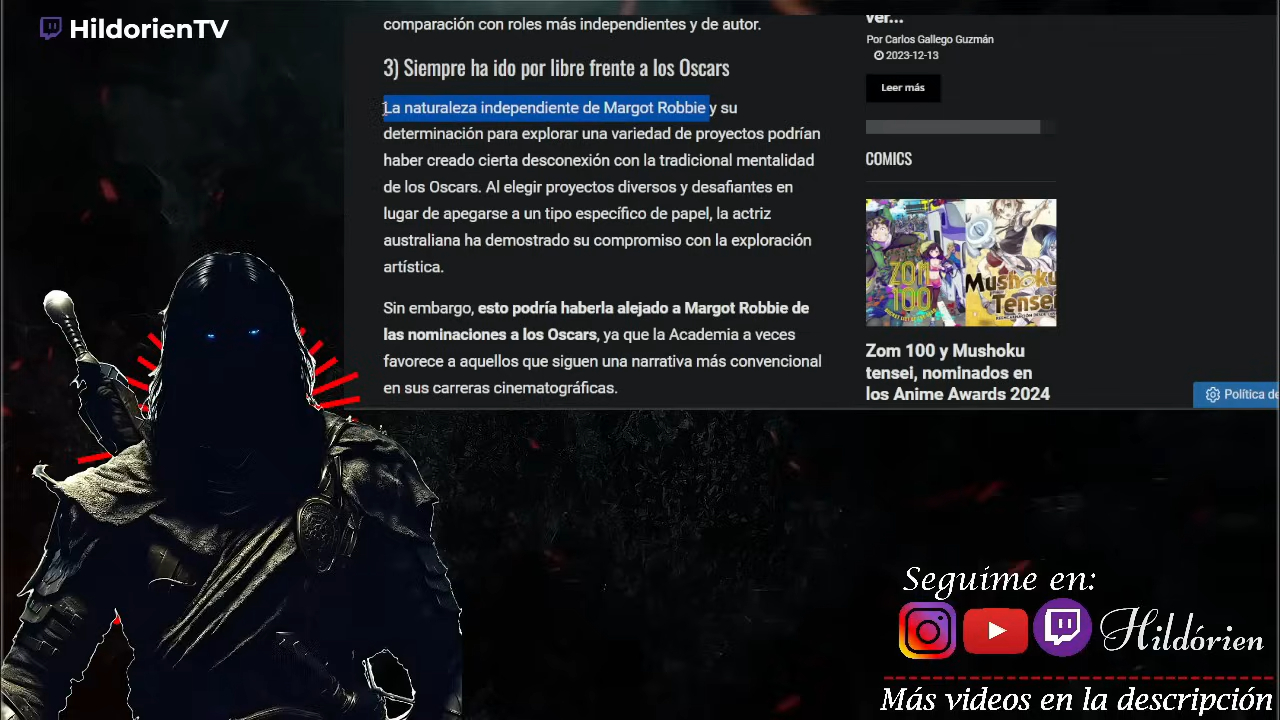 HildorienTV
comparación con roles más independientes y de autor.
3) Siempre ha ido por libre frente a los Oscars
La naturaleza independiente de Margot Robbie y su
determinación para explorar una variedad de proyectos podrían
haber creado cierta desconexión con la tradicional mentalidad
de los Oscars. Al elegir proyectos diversos y desafiantes en
lugar de apegarse a un tipo específico de papel, la actriz
australiana ha demostrado su compromiso con la exploración
artística.
Sin embargo, esto podría haberla alejado a Margot Robbie de
las nominaciones a los Oscars, ya que la Academia a veces
favorece a aquellos que siguen una narrativa más convencional
en sus carreras cinematográficas.
ver...
Por Carlos Gallego Guzmán
2023-12-13
Leer más
COMICS
ZOM
100
Mushoku
Tensei
Zom 100 y Mushoku
tensei, nominados en
los Anime Awards 2024
Política de
Seguime en:
Hildórien
Más videos en la descripción